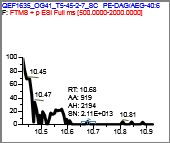 QEF1635_OG41_T5-45-2-7_SC PE-DAG/AEG-40:6
F: FTMS + p ESI Full ms [500.0000-2000.0000]
100
10.45
80
RT: 10.68
60
AA: 919
10.47
AH: 2194
40
SN: 2.11E+013
20
10.81
0
10.5 10.6 10.7 10.8 10.9